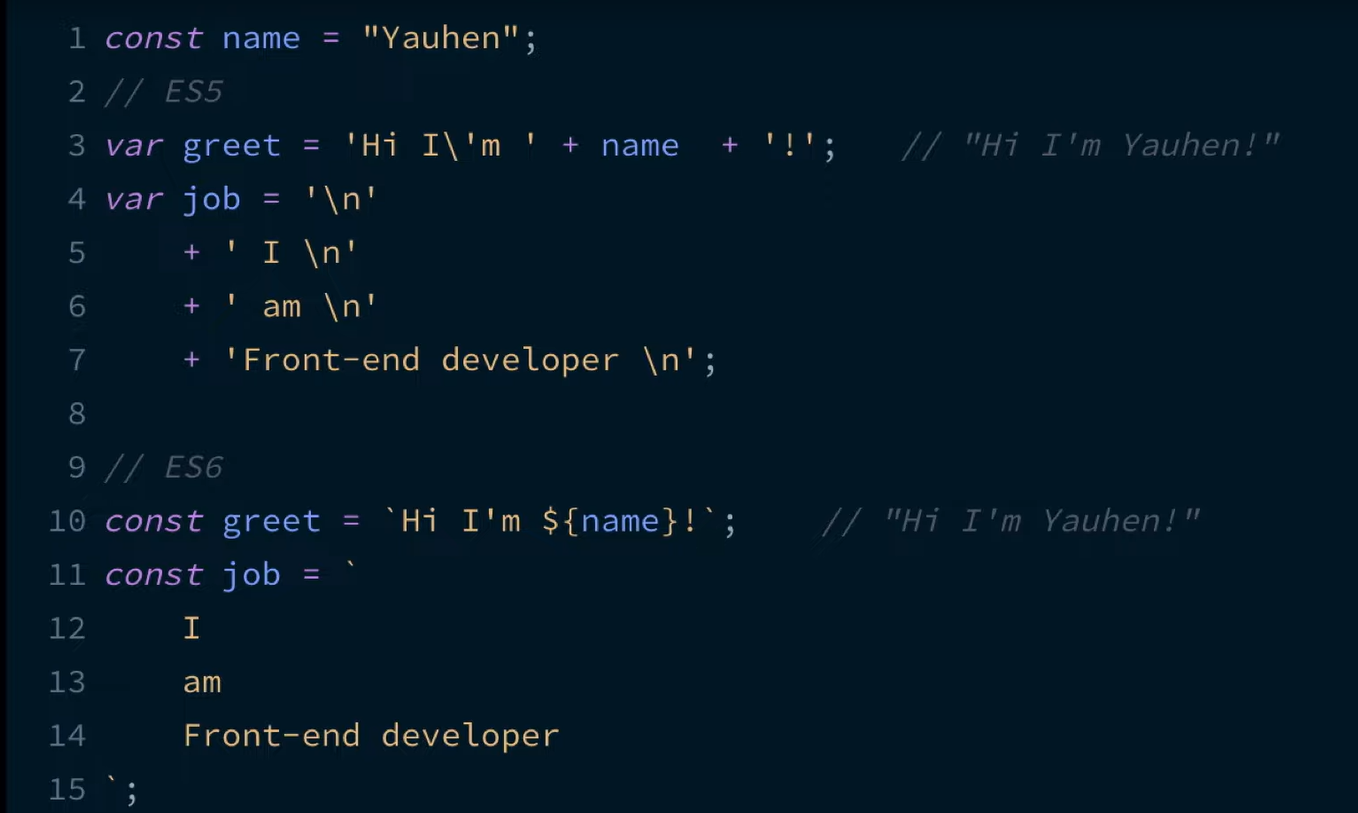 1 const name = "Yauhen";
2 // ES5
3 var greet = 'Hi I\'m ' + name  + '!';   // "Hi I'm Yauhen!"
4 var job = '\n'
5     + ' I \n'
6     + ' am \n'
7     + 'Front-end developer \n';
8
9 // ES6
10 const greet = `Hi I'm ${name}!`;    // "Hi I'm Yauhen!"
11 const job = `
12     I
13     am
14     Front-end developer
15 `;